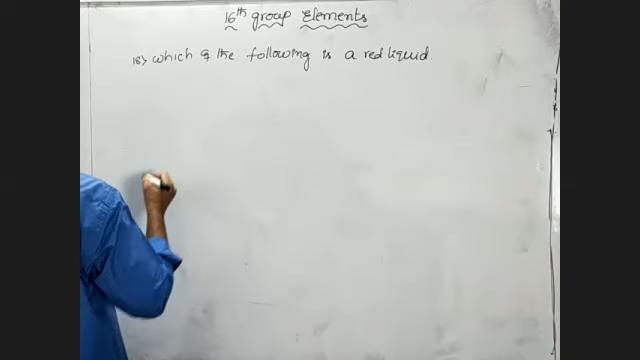 16th group Elements
18> which of the following is a red liquid.